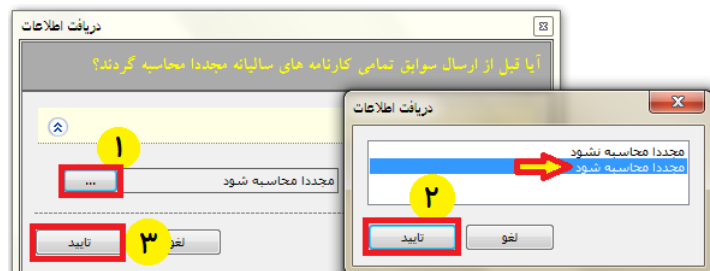 دریافت اطلاعات
آیا قبل از ارسال سوابق تمامی کارنامه های سالیانه مجددا محاسبه گردند؟
۱
...
مجددا محاسبه شود
تایید
۳
لغو
دریافت اطلاعات
مجددا محاسبه نشود
مجددا محاسبه شود
۲
تایید
لغو